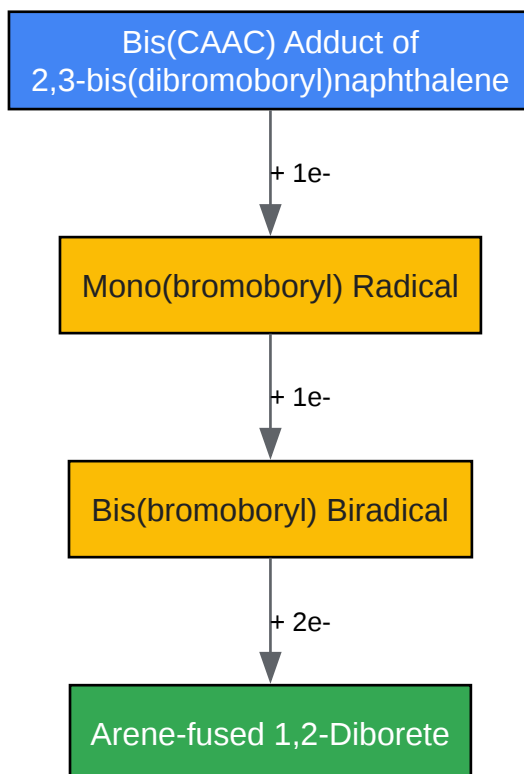 Bis(CAAC) Adduct of
2,3-bis(dibromoboryl)naphthalene
+ 1e-
Mono(bromoboryl) Radical
+ 1e-
Bis(bromoboryl) Biradical
+ 2e-
Arene-fused 1,2-Diborete